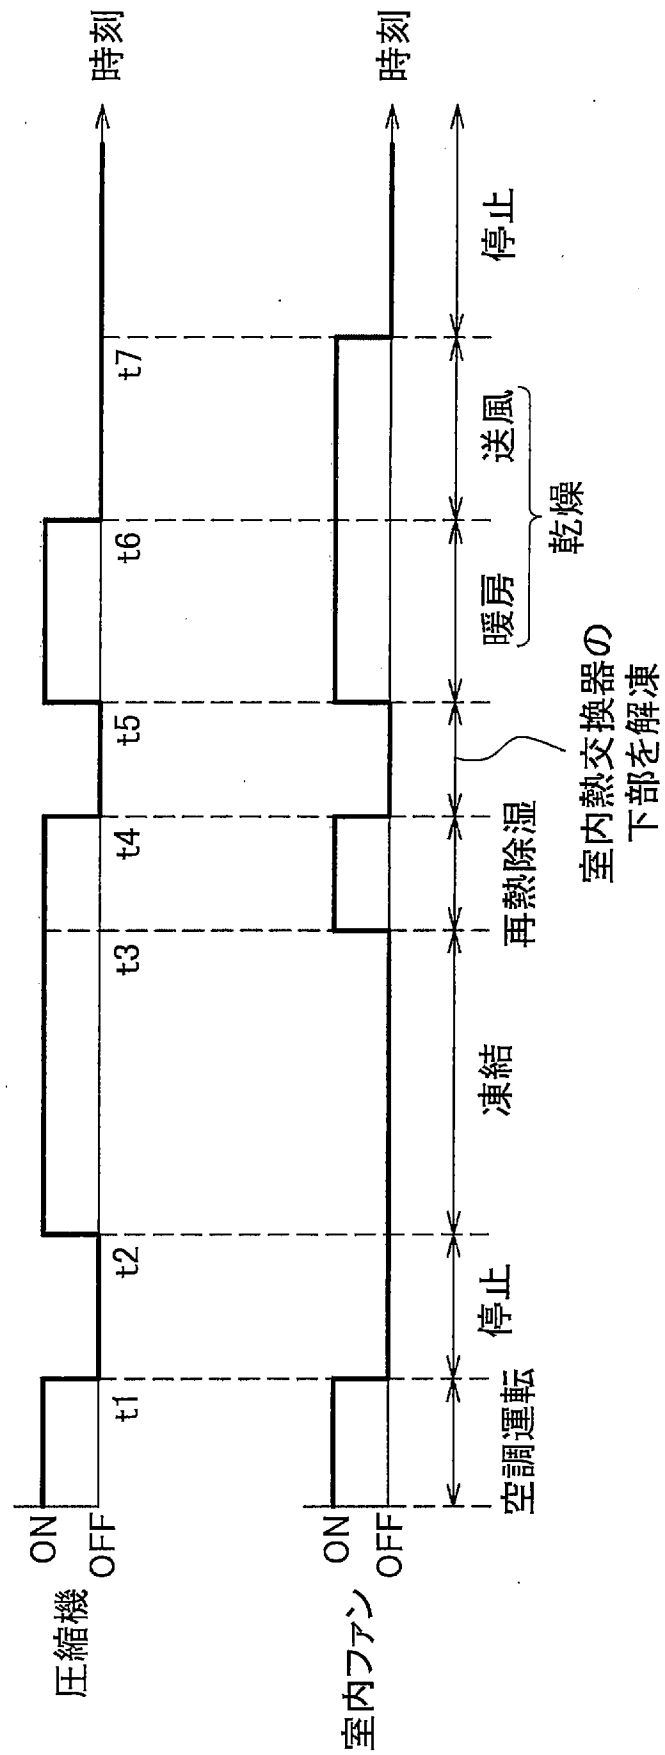 圧縮機
ON
OFF
t1
t2
t3
t4
t5
t6
t7
時刻
室内ファン
ON
OFF
時刻
空調運転
停止
凍結
再熱除湿
室内熱交換器の
下部を解凍
暖房
送風
乾燥
停止